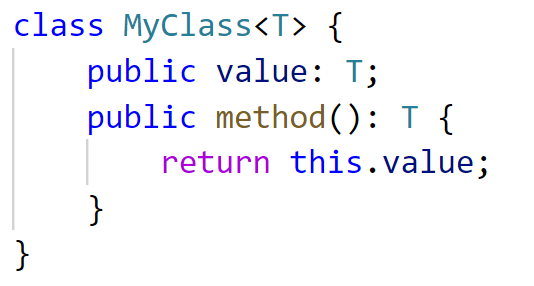 class MyClass<T> {
    public value: T;
    public method(): T {
        return this.value;
    }
}